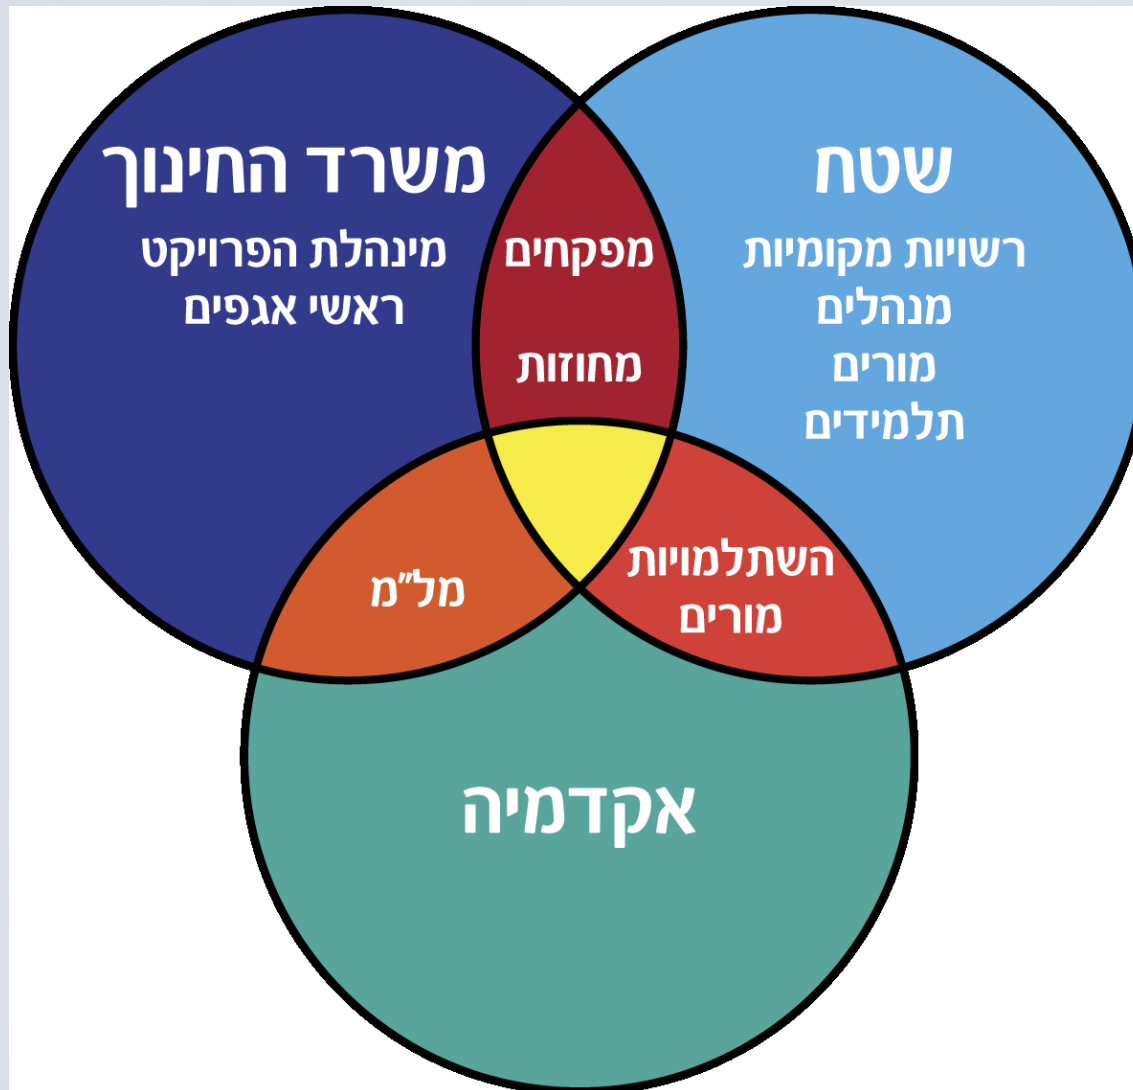 שטח
רשויות מקומיות
מנהלים
מורים
תלמידים
מפקחים
מחוזות
משרד החינוך
מינהלת הפרויקט
ראשי אגפים
השתלמויות
מורים
מל"מ
אקדמיה